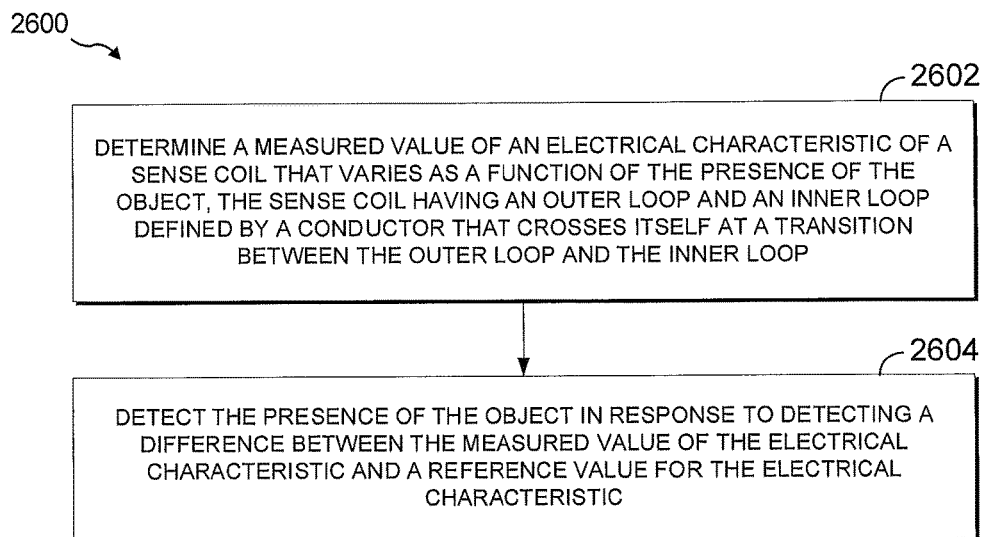 2600
2602
DETERMINE A MEASURED VALUE OF AN ELECTRICAL CHARACTERISTIC OF A
SENSE COIL THAT VARIES AS A FUNCTION OF THE PRESENCE OF THE
OBJECT, THE SENSE COIL HAVING AN OUTER LOOP AND AN INNER LOOP
DEFINED BY A CONDUCTOR THAT CROSSES ITSELF AT A TRANSITION
BETWEEN THE OUTER LOOP AND THE INNER LOOP
2604
DETECT THE PRESENCE OF THE OBJECT IN RESPONSE TO DETECTING A
DIFFERENCE BETWEEN THE MEASURED VALUE OF THE ELECTRICAL
CHARACTERISTIC AND A REFERENCE VALUE FOR THE ELECTRICAL
CHARACTERISTIC